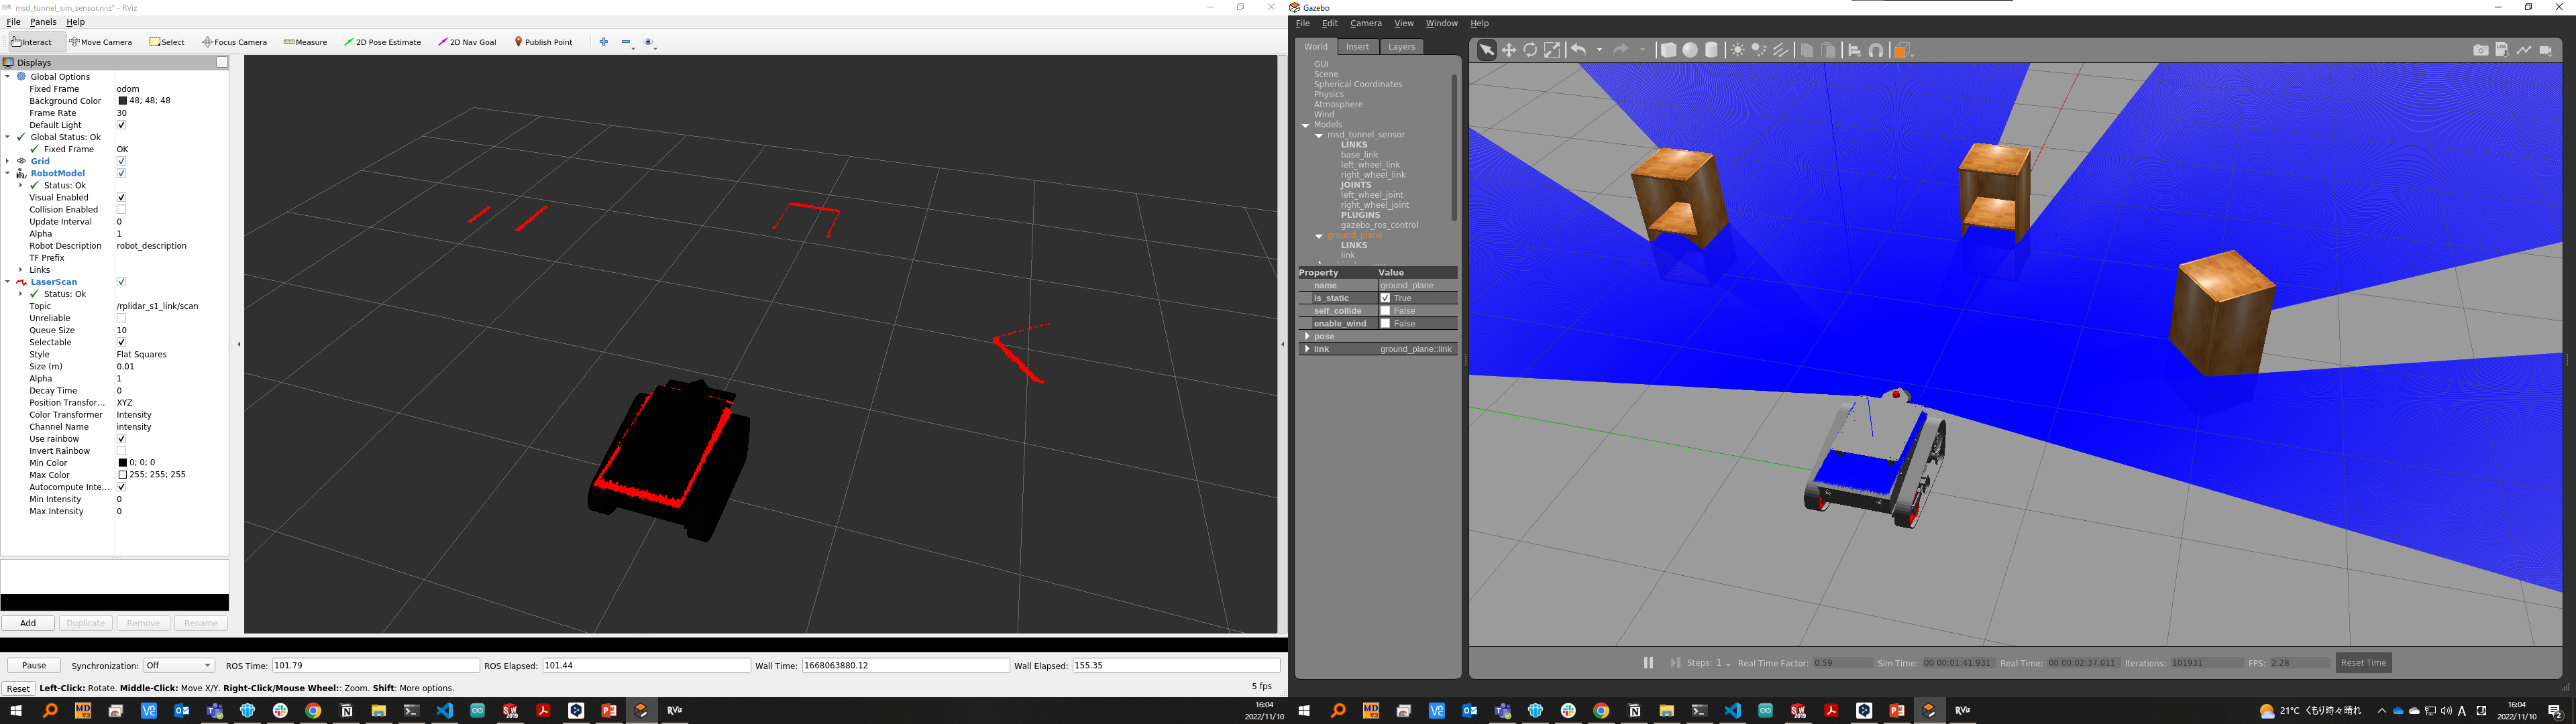 msd_tunnel_sim_sensor.rviz* - RViz
File Panels Help
Interact Move Camera Select Focus Camera Measure 2D Pose Estimate 2D Nav Goal Publish Point
Displays
Global Options
Fixed Frame odom
Background Color 48; 48; 48
Frame Rate 30
Default Light
Global Status: Ok
Fixed Frame OK
Grid
RobotModel
Status: Ok
Visual Enabled
Collision Enabled
Update Interval 0
Alpha 1
Robot Description robot_description
TF Prefix
Links
LaserScan
Status: Ok
Topic /rplidar_s1_link/scan
Unreliable
Queue Size 10
Selectable
Style Flat Squares
Size (m) 0.01
Alpha 1
Decay Time 0
Position Transfor... XYZ
Color Transformer Intensity
Channel Name intensity
Use rainbow
Invert Rainbow
Min Color 0; 0; 0
Max Color 255; 255; 255
Autocompute Inte...
Min Intensity 0
Max Intensity 0
Add Duplicate Remove Rename
Pause Synchronization: Off ROS Time: 101.79 ROS Elapsed: 101.44 Wall Time: 1668063880.12 Wall Elapsed: 155.35
Reset Left-Click: Rotate. Middle-Click: Move X/Y. Right-Click/Mouse Wheel:: Zoom. Shift: More options. 5 fps
16:04
2022/11/10
Gazebo
File Edit Camera View Window Help
World Insert Layers
GUI
Scene
Spherical Coordinates
Physics
Atmosphere
Wind
Models
msd_tunnel_sensor
LINKS
base_link
left_wheel_link
right_wheel_link
JOINTS
left_wheel_joint
right_wheel_joint
PLUGINS
gazebo_ros_control
ground_plane
LINKS
link
Property Value
name ground_plane
is_static True
self_collide False
enable_wind False
pose
link ground_plane::link
Steps: 1 Real Time Factor: 0.59 Sim Time: 00 00:01:41.931 Real Time: 00 00:02:37.011 Iterations: 101931 FPS: 2.28 Reset Time
21°C くもり時々晴れ A
16:04
2022/11/10